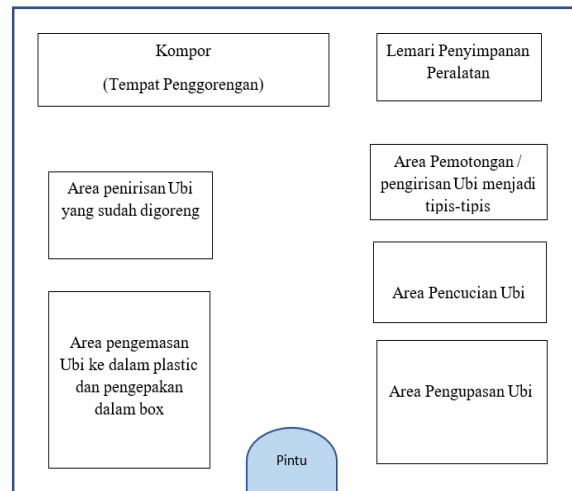 Kompor
(Tempat Penggorengan)
Lemari Penyimpanan
Peralatan
Area penirisan Ubi
yang sudah digoreng
Area Pemotongan /
pengirisan Ubi menjadi
tipis-tipis
Area Pencucian Ubi
Area pengemasan
Ubi ke dalam plastic
dan pengepakan
dalam box
Area Pengupasan Ubi
Pintu